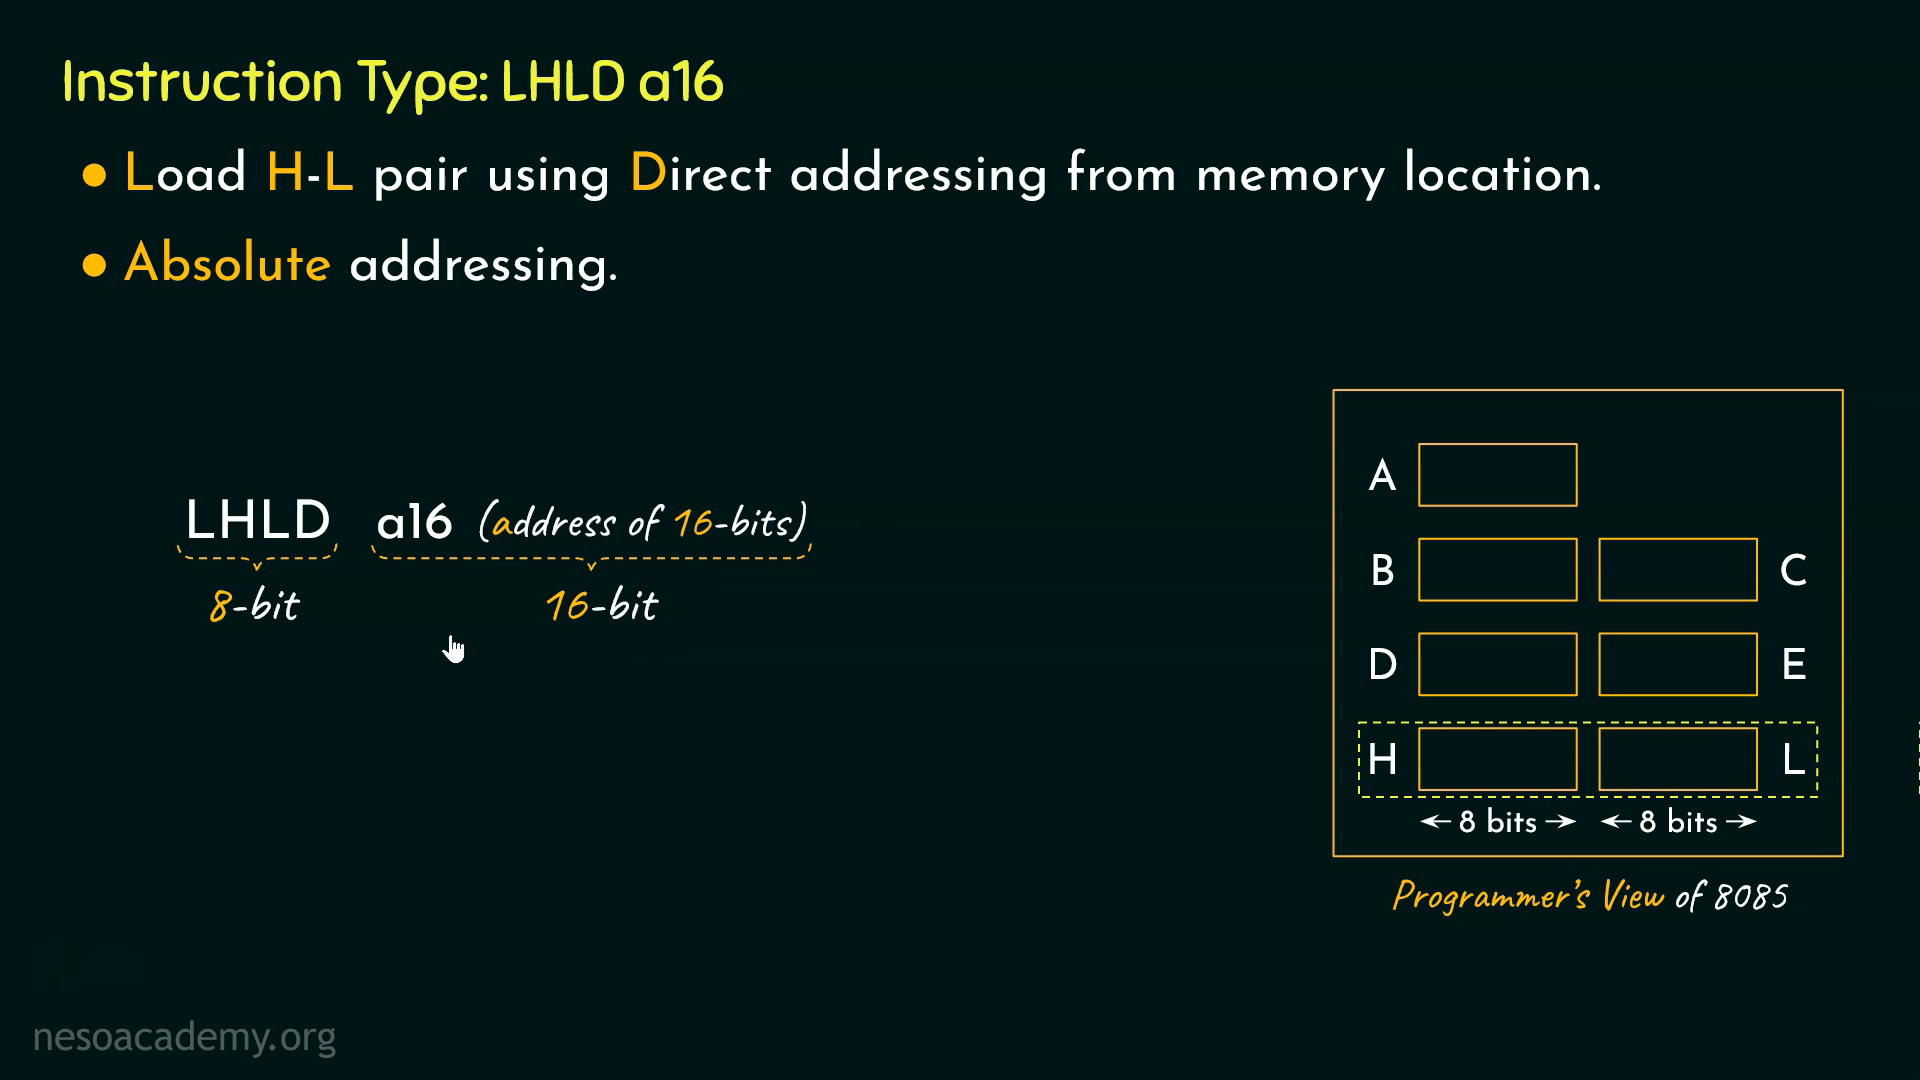 Instruction Type: LHLD a16
● Load H-L pair using Direct addressing from memory location.
● Absolute addressing.
LHLD a16 (address of 16-bits)
8-bit 16-bit
A
B C
D E
H L
← 8 bits → ← 8 bits →
Programmer's View of 8085
nesoacademy.org